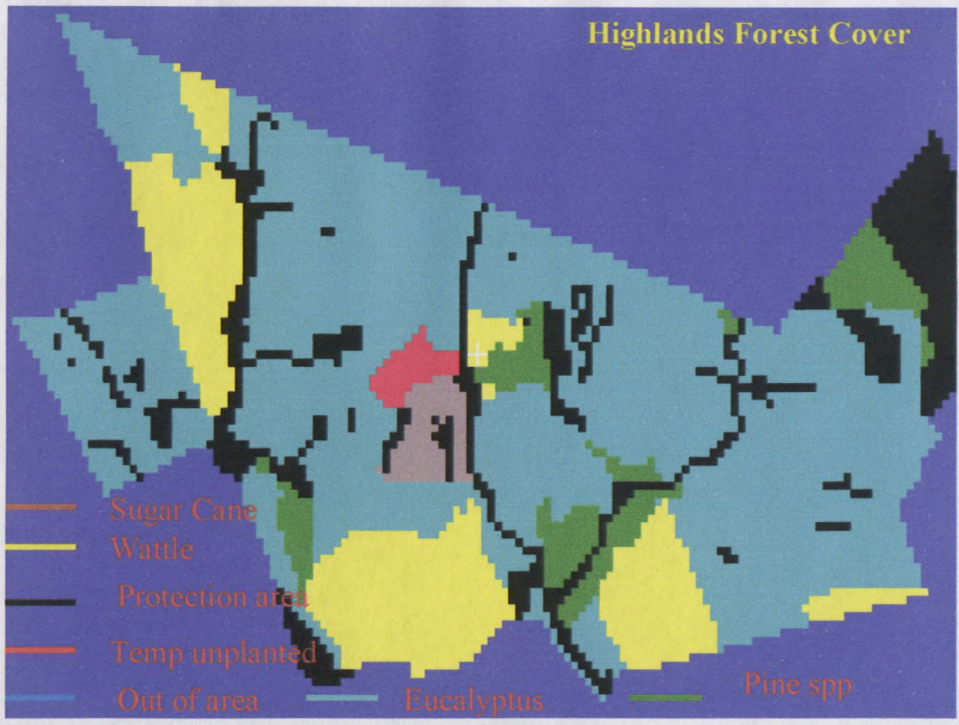 Highlands Forest Cover
Sugar Cane
Wattle
Protection area
Temp unplanted
Out of area
Eucalyptus
Pine spp